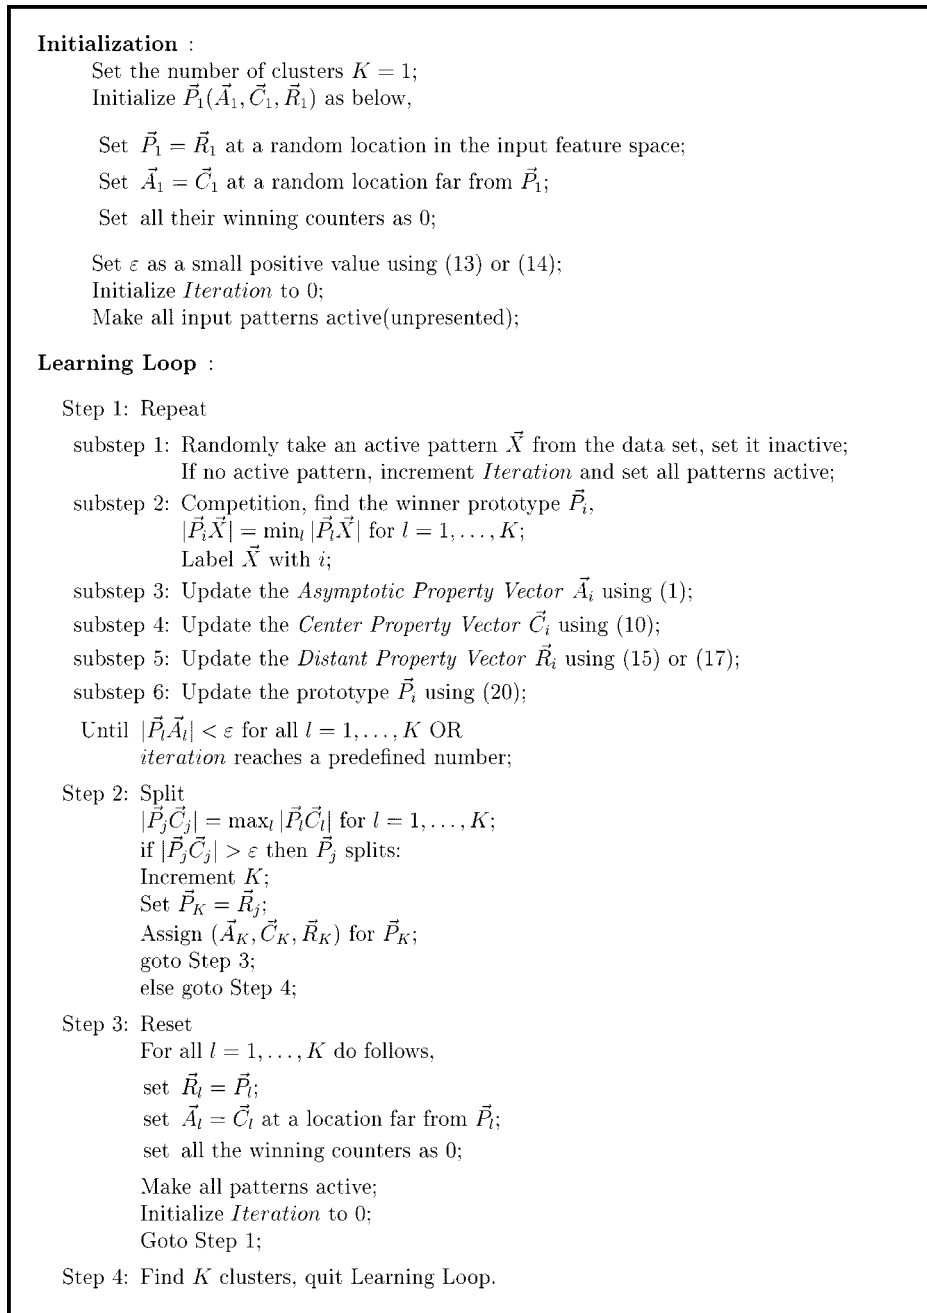 Initialization :
Set the number of clusters K = 1;
Initialize P⃗₁(A⃗₁, C⃗₁, R⃗₁) as below,
Set P⃗₁ = R⃗₁ at a random location in the input feature space;
Set A⃗₁ = C⃗₁ at a random location far from P⃗₁;
Set all their winning counters as 0;
Set ε as a small positive value using (13) or (14);
Initialize Iteration to 0;
Make all input patterns active(unpresented);
Learning Loop :
Step 1: Repeat
substep 1: Randomly take an active pattern X⃗ from the data set, set it inactive;
If no active pattern, increment Iteration and set all patterns active;
substep 2: Competition, find the winner prototype P⃗ᵢ,
|P⃗ᵢX⃗| = minₗ |P⃗ₗX⃗| for l = 1, . . . , K;
Label X⃗ with i;
substep 3: Update the Asymptotic Property Vector A⃗ᵢ using (1);
substep 4: Update the Center Property Vector C⃗ᵢ using (10);
substep 5: Update the Distant Property Vector R⃗ᵢ using (15) or (17);
substep 6: Update the prototype P⃗ᵢ using (20);
Until |P⃗ₗA⃗ₗ| < ε for all l = 1, . . . , K OR
iteration reaches a predefined number;
Step 2: Split
|P⃗ⱼC⃗ⱼ| = maxₗ |P⃗ₗC⃗ₗ| for l = 1, . . . , K;
if |P⃗ⱼC⃗ⱼ| > ε then P⃗ⱼ splits:
Increment K;
Set P⃗_K = R⃗ⱼ;
Assign (A⃗_K, C⃗_K, R⃗_K) for P⃗_K;
goto Step 3;
else goto Step 4;
Step 3: Reset
For all l = 1, . . . , K do follows,
set R⃗ₗ = P⃗ₗ;
set A⃗ₗ = C⃗ₗ at a location far from P⃗ₗ;
set all the winning counters as 0;
Make all patterns active;
Initialize Iteration to 0;
Goto Step 1;
Step 4: Find K clusters, quit Learning Loop.